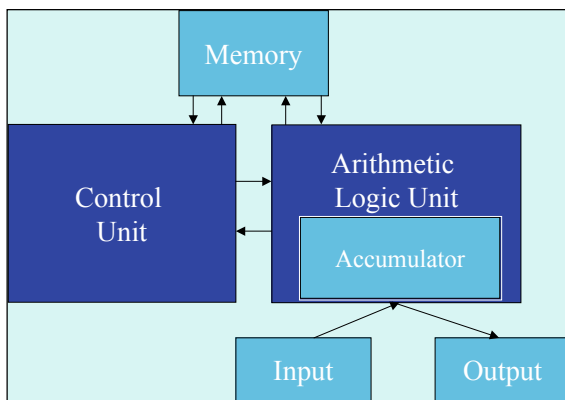 Memory
Control
Unit
Arithmetic
Logic Unit
Accumulator
Input
Output